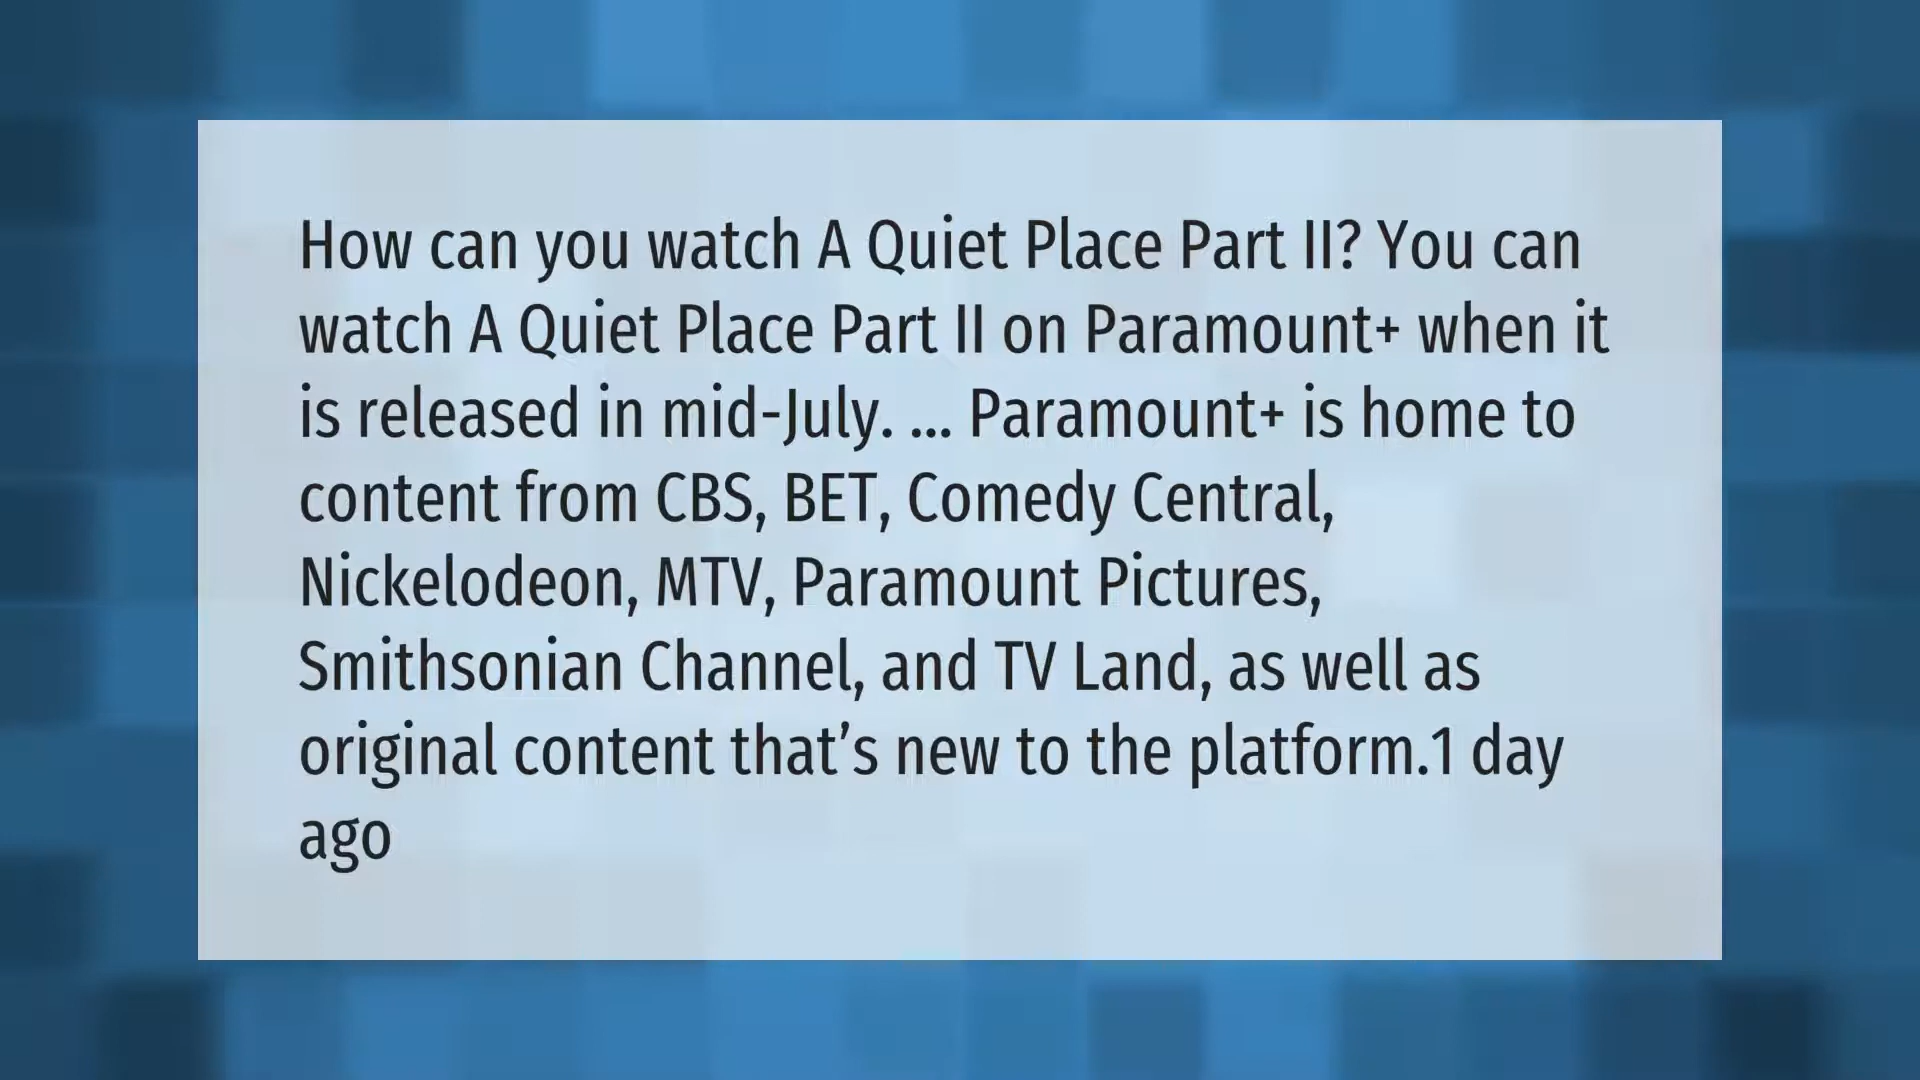 How can you watch A Quiet Place Part II? You can
watch A Quiet Place Part II on Paramount+ when it
is released in mid-July. ... Paramount+ is home to
content from CBS, BET, Comedy Central,
Nickelodeon, MTV, Paramount Pictures,
Smithsonian Channel, and TV Land, as well as
original content that’s new to the platform.1 day
ago